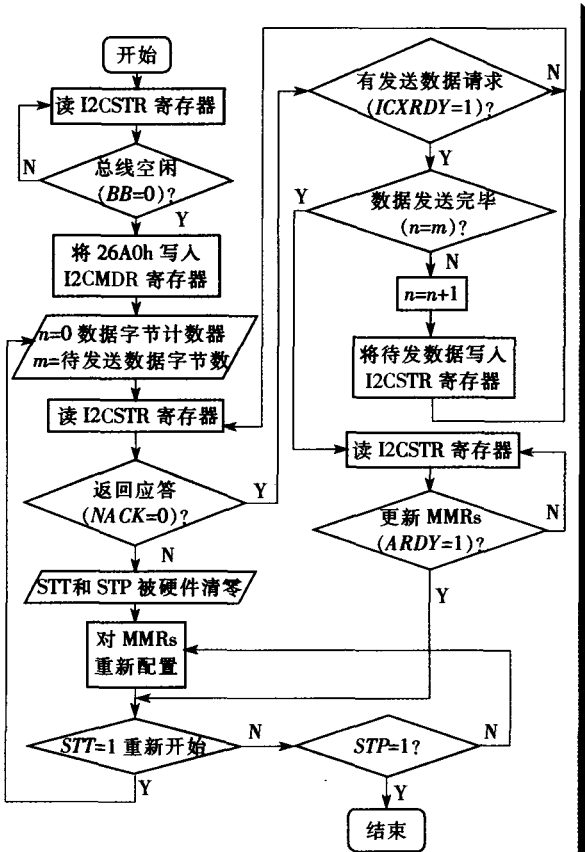 开始
读 I2CSTR 寄存器
N
总线空闲
(BB=0)?
Y
将 26A0h 写入
I2CMDR 寄存器
n=0 数据字节计数器
m=待发送数据字节数
读 I2CSTR 寄存器
返回应答
(NACK=0)?
Y
N
STT和 STP 被硬件清零
对 MMRs
重新配置
STT=1 重新开始
N
Y
有发送数据请求
(ICXRDY=1)?
N
Y
Y
数据发送完毕
(n=m)?
N
n=n+1
将待发数据写入
I2CSTR 寄存器
读 I2CSTR 寄存器
更新 MMRs
(ARDY=1)?
N
Y
STP=1?
N
Y
结束